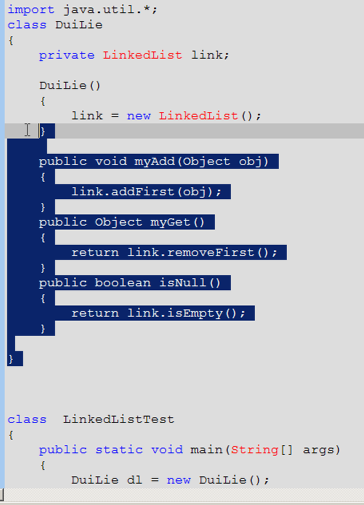 import java.util.*;
class DuiLie
{
    private LinkedList link;
    DuiLie()
    {
        link = new LinkedList();
    }
    public void myAdd(Object obj)
    {
        link.addFirst(obj);
    }
    public Object myGet()
    {
        return link.removeFirst();
    }
    public boolean isNull()
    {
        return link.isEmpty();
    }
}
class  LinkedListTest
{
    public static void main(String[] args)
    {
        DuiLie dl = new DuiLie();